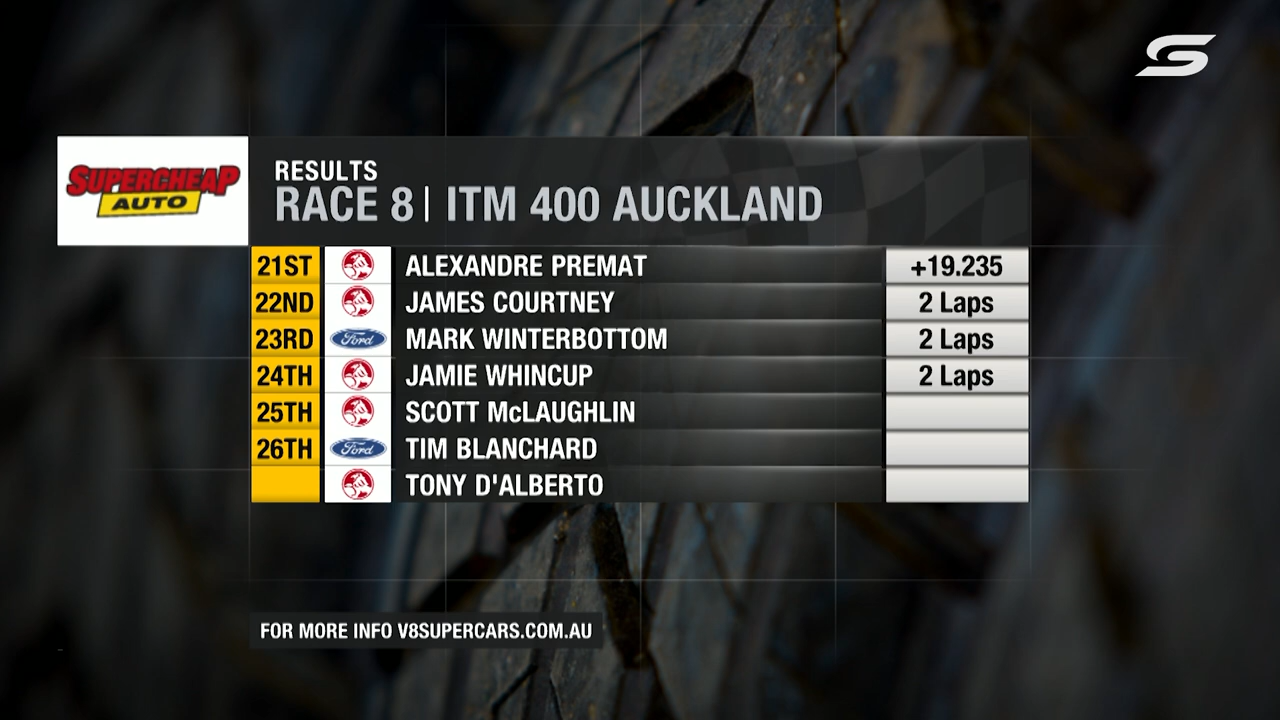 SUPERCHEAP
AUTO
RESULTS
RACE 8 | ITM 400 AUCKLAND
21ST ALEXANDRE PREMAT +19.235
22ND JAMES COURTNEY 2 Laps
23RD Ford MARK WINTERBOTTOM 2 Laps
24TH JAMIE WHINCUP 2 Laps
25TH SCOTT McLAUGHLIN
26TH Ford TIM BLANCHARD
TONY D'ALBERTO
FOR MORE INFO V8SUPERCARS.COM.AU